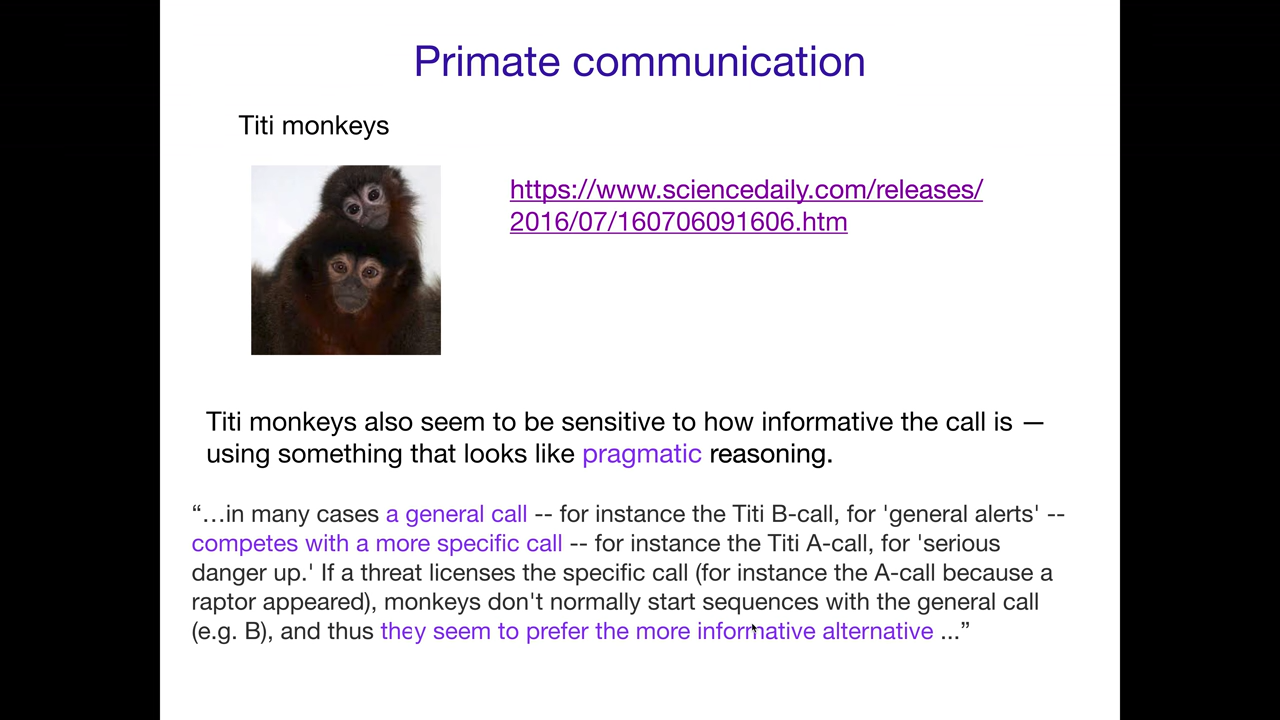 Primate communication
Titi monkeys
https://www.sciencedaily.com/releases/
2016/07/160706091606.htm
Titi monkeys also seem to be sensitive to how informative the call is —
using something that looks like pragmatic reasoning.
“…in many cases a general call -- for instance the Titi B-call, for 'general alerts' --
competes with a more specific call -- for instance the Titi A-call, for 'serious
danger up.' If a threat licenses the specific call (for instance the A-call because a
raptor appeared), monkeys don't normally start sequences with the general call
(e.g. B), and thus they seem to prefer the more informative alternative ...”